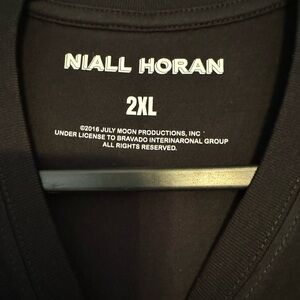 NIALL HORAN
2XL
©2016 JULY MOON PRODUCTIONS, INC
UNDER LICENSE TO BRAVADO INTERINARONAL GROUP
ALL RIGHTS RESERVED.